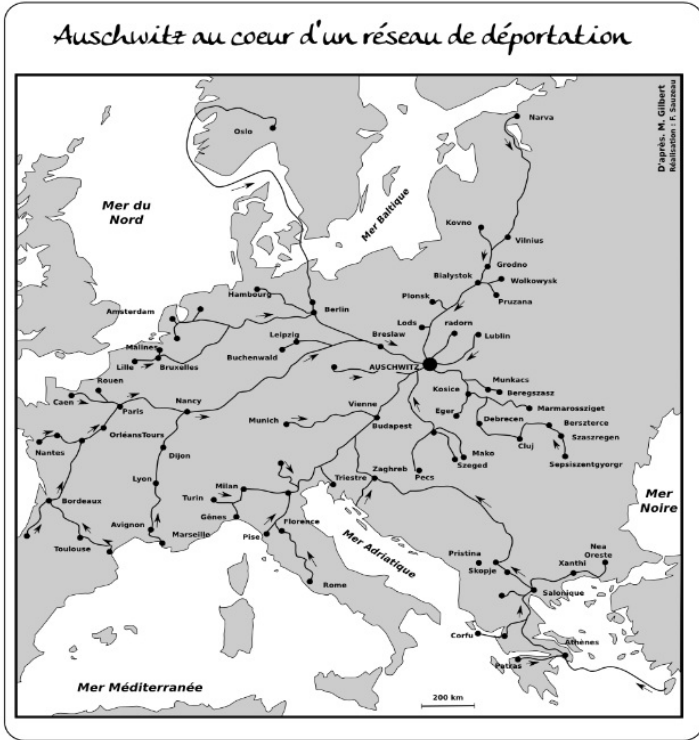 Auschwitz au coeur d'un réseau de déportation
D'après. M. Gilbert
Réalisation : F. Sauzeau
Oslo
Narva
Mer du
Nord
Mer Baltique
Kovno
Vilnius
Grodno
Bialystok
Wolkowysk
Pruzana
Hambourg
Plonsk
Amsterdam
Berlin
Lods
radorn
Leipzig
Breslaw
Lublin
Malines
Buchenwald
Lille
Bruxelles
AUSCHWITZ
Rouen
Munkacs
Kosice
Beregszasz
Caen
Nancy
Paris
Vienne
Eger
Marmarossziget
Munich
Budapest
Debrecen
Borszterce
OrléansTours
Szaszregen
Nantes
Dijon
Cluj
Mako
Sepsiszentgyorgr
Szeged
Lyon
Milan
Triestre
Zaghreb
Pecs
Turin
Bordeaux
Mer
Noire
Gênes
Florence
Avignon
Marseille
Pise
Mer Adriatique
Toulouse
Pristina
Nea
Oreste
Xanthi
Skopje
Rome
Salonique
Corfu
Athènes
Patras
Mer Méditerranée
200 km